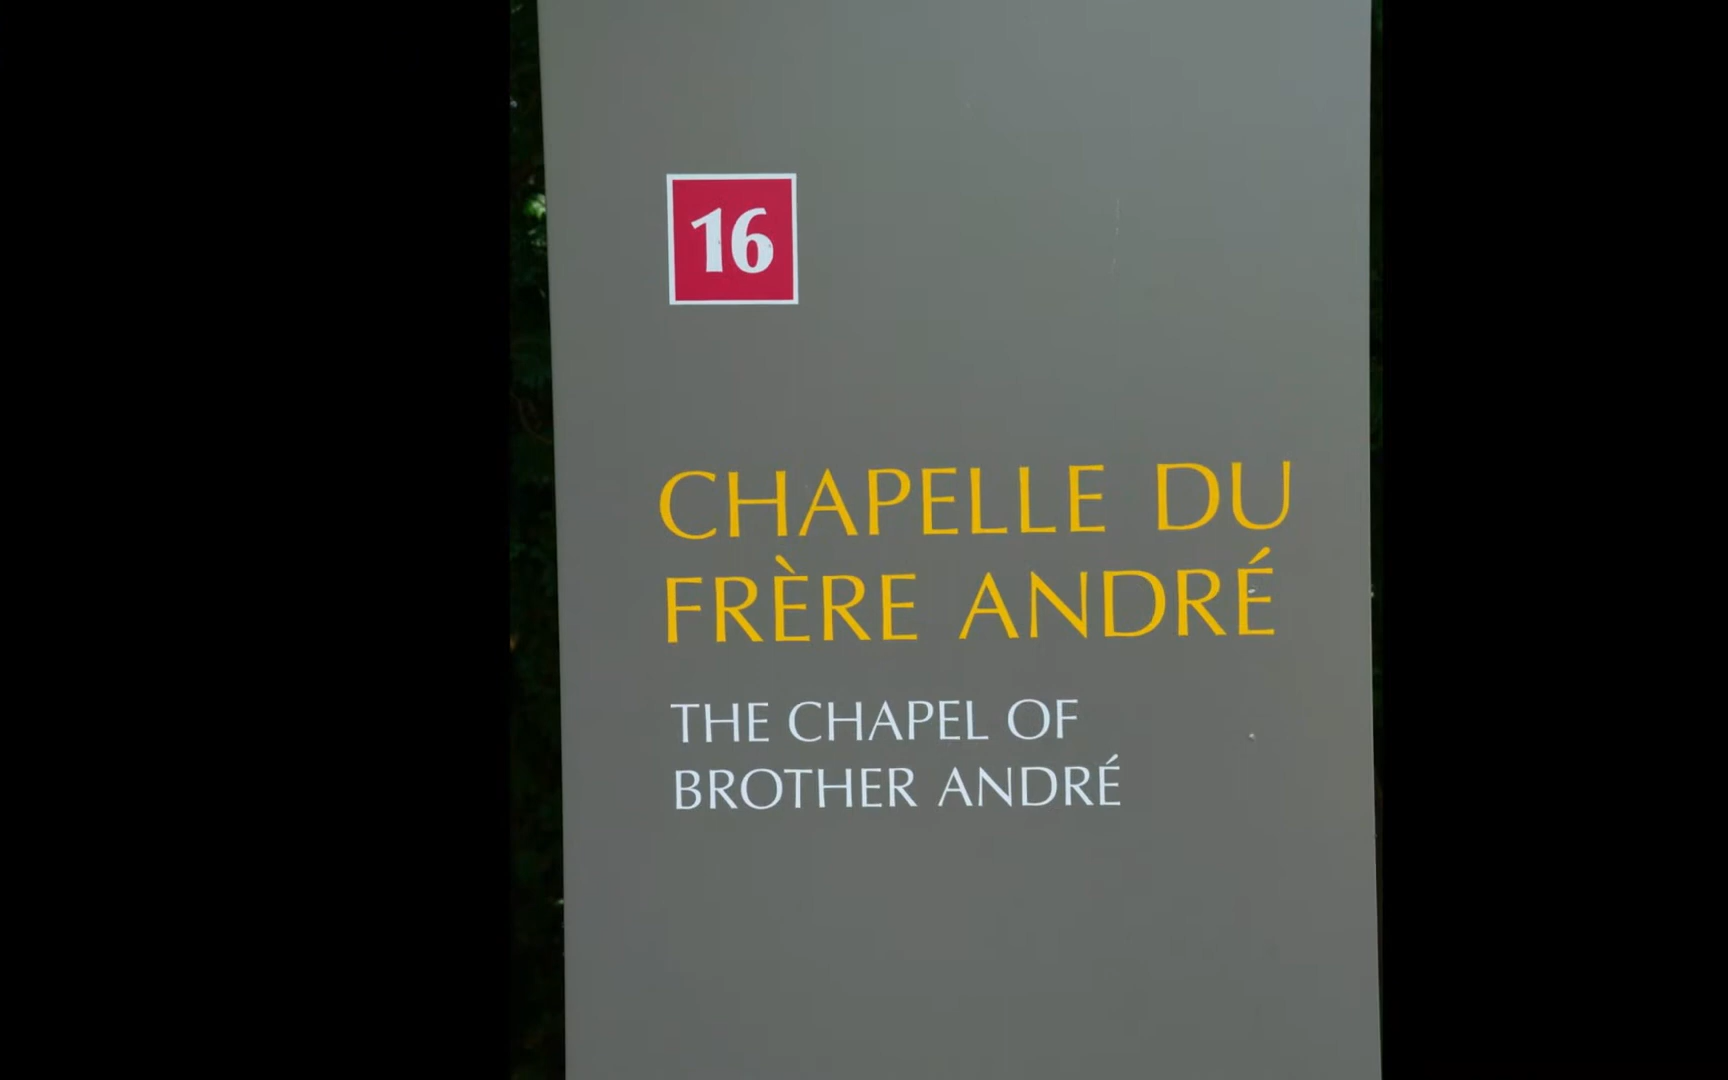 16
CHAPELLE DU
FRÈRE ANDRÉ
THE CHAPEL OF
BROTHER ANDRÉ